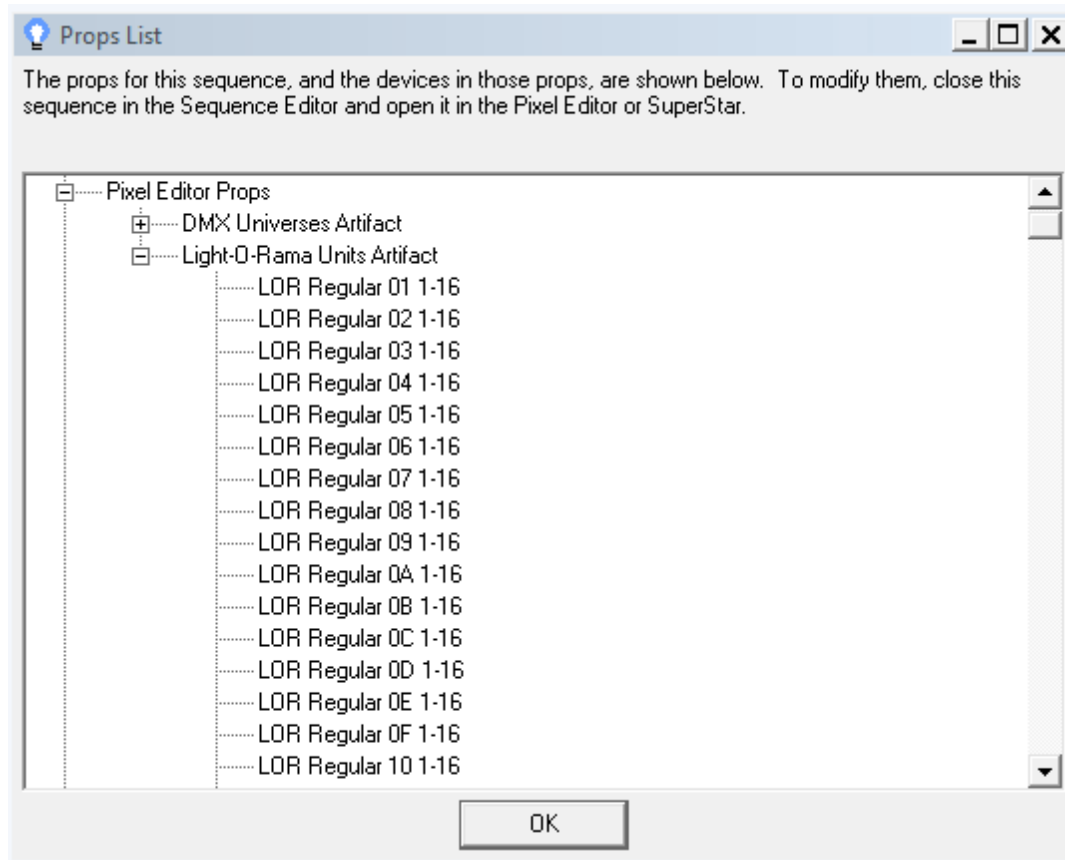 Props List
The props for this sequence, and the devices in those props, are shown below. To modify them, close this
sequence in the Sequence Editor and open it in the Pixel Editor or SuperStar.
Pixel Editor Props
DMX Universes Artifact
Light-O-Rama Units Artifact
LOR Regular 01 1-16
LOR Regular 02 1-16
LOR Regular 03 1-16
LOR Regular 04 1-16
LOR Regular 05 1-16
LOR Regular 06 1-16
LOR Regular 07 1-16
LOR Regular 08 1-16
LOR Regular 09 1-16
LOR Regular 0A 1-16
LOR Regular 0B 1-16
LOR Regular 0C 1-16
LOR Regular 0D 1-16
LOR Regular 0E 1-16
LOR Regular 0F 1-16
LOR Regular 10 1-16
OK